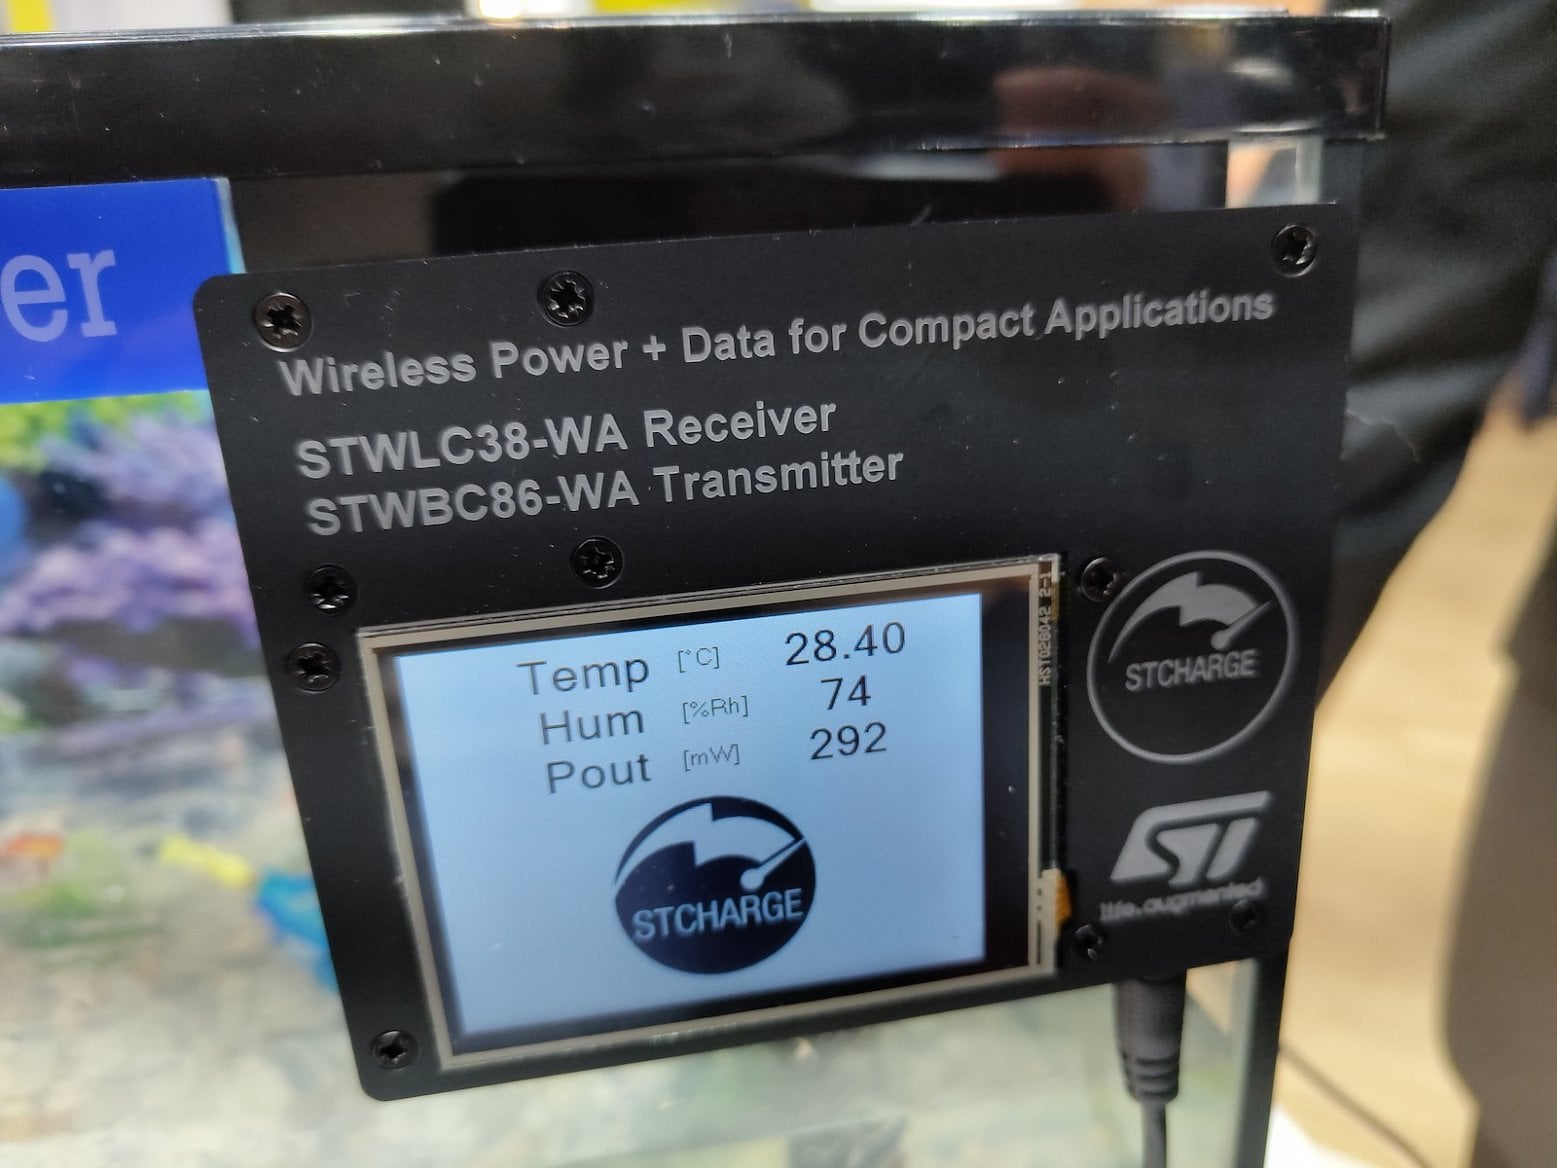 er
Wireless Power + Data for Compact Applications
STWLC38-WA Receiver
STWBC86-WA Transmitter
Temp [°C] 28.40
Hum [%Rh] 74
Pout [mW] 292
STCHARGE
STCHARGE
ST
life.augmented